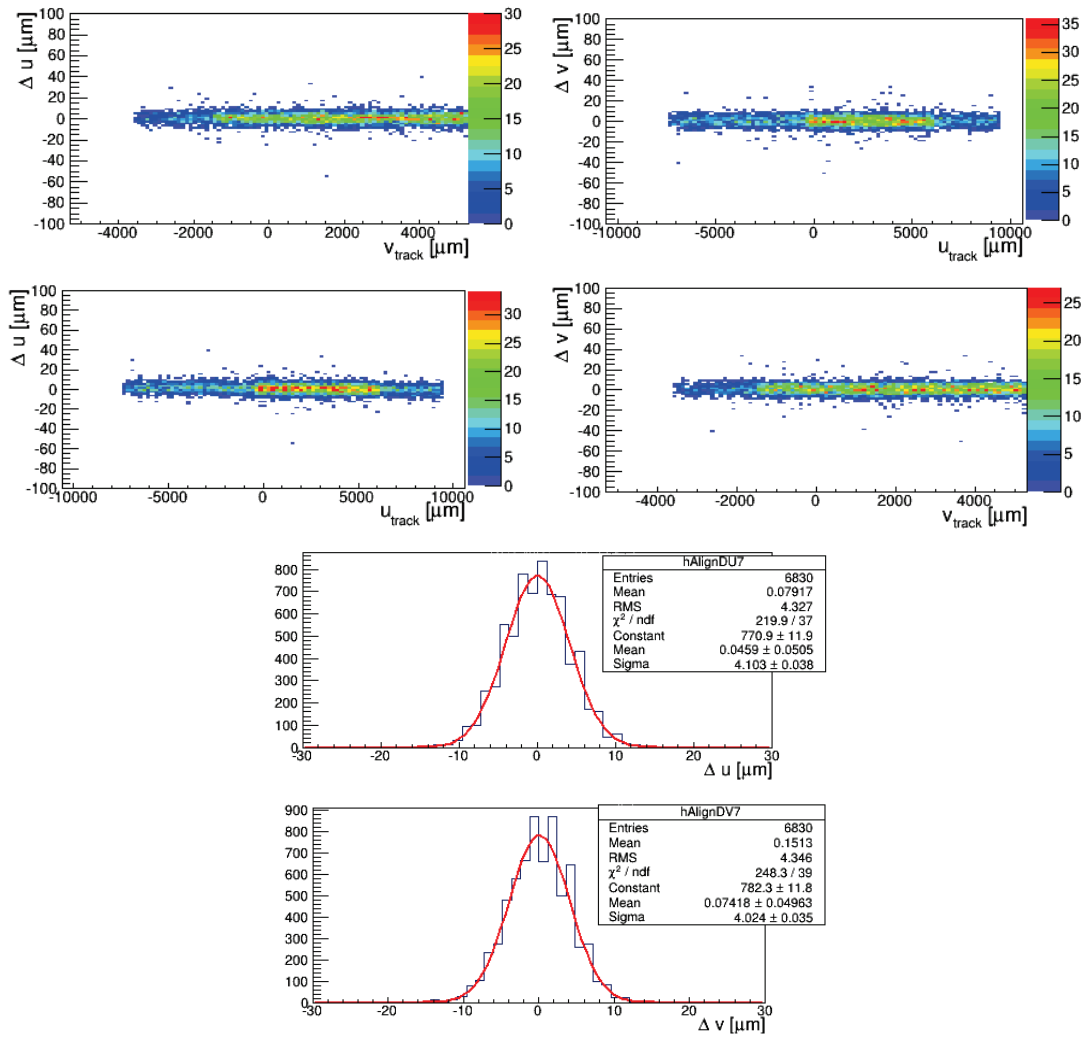 Δ u [μm]
100
80
60
40
20
0
-20
-40
-60
-80
-100
-4000 -2000 0 2000 4000
v_track [μm]
30
25
20
15
10
5
0
Δ v [μm]
100
80
60
40
20
0
-20
-40
-60
-80
-100
-10000 -5000 0 5000 10000
u_track [μm]
35
30
25
20
15
10
5
0
Δ u [μm]
100
80
60
40
20
0
-20
-40
-60
-80
-100
-10000 -5000 0 5000 10000
u_track [μm]
30
25
20
15
10
5
0
Δ v [μm]
100
80
60
40
20
0
-20
-40
-60
-80
-100
-4000 -2000 0 2000 4000
v_track [μm]
25
20
15
10
5
0
800
700
600
500
400
300
200
100
0
-30 -20 -10 0 10 20 30
Δ u [μm]
hAlignDU7
Entries 6830
Mean 0.07917
RMS 4.327
χ² / ndf 219.9 / 37
Constant 770.9 ± 11.9
Mean 0.0459 ± 0.0505
Sigma 4.103 ± 0.038
900
800
700
600
500
400
300
200
100
0
-30 -20 -10 0 10 20 30
Δ v [μm]
hAlignDV7
Entries 6830
Mean 0.1513
RMS 4.346
χ² / ndf 248.3 / 39
Constant 782.3 ± 11.8
Mean 0.07418 ± 0.04963
Sigma 4.024 ± 0.035